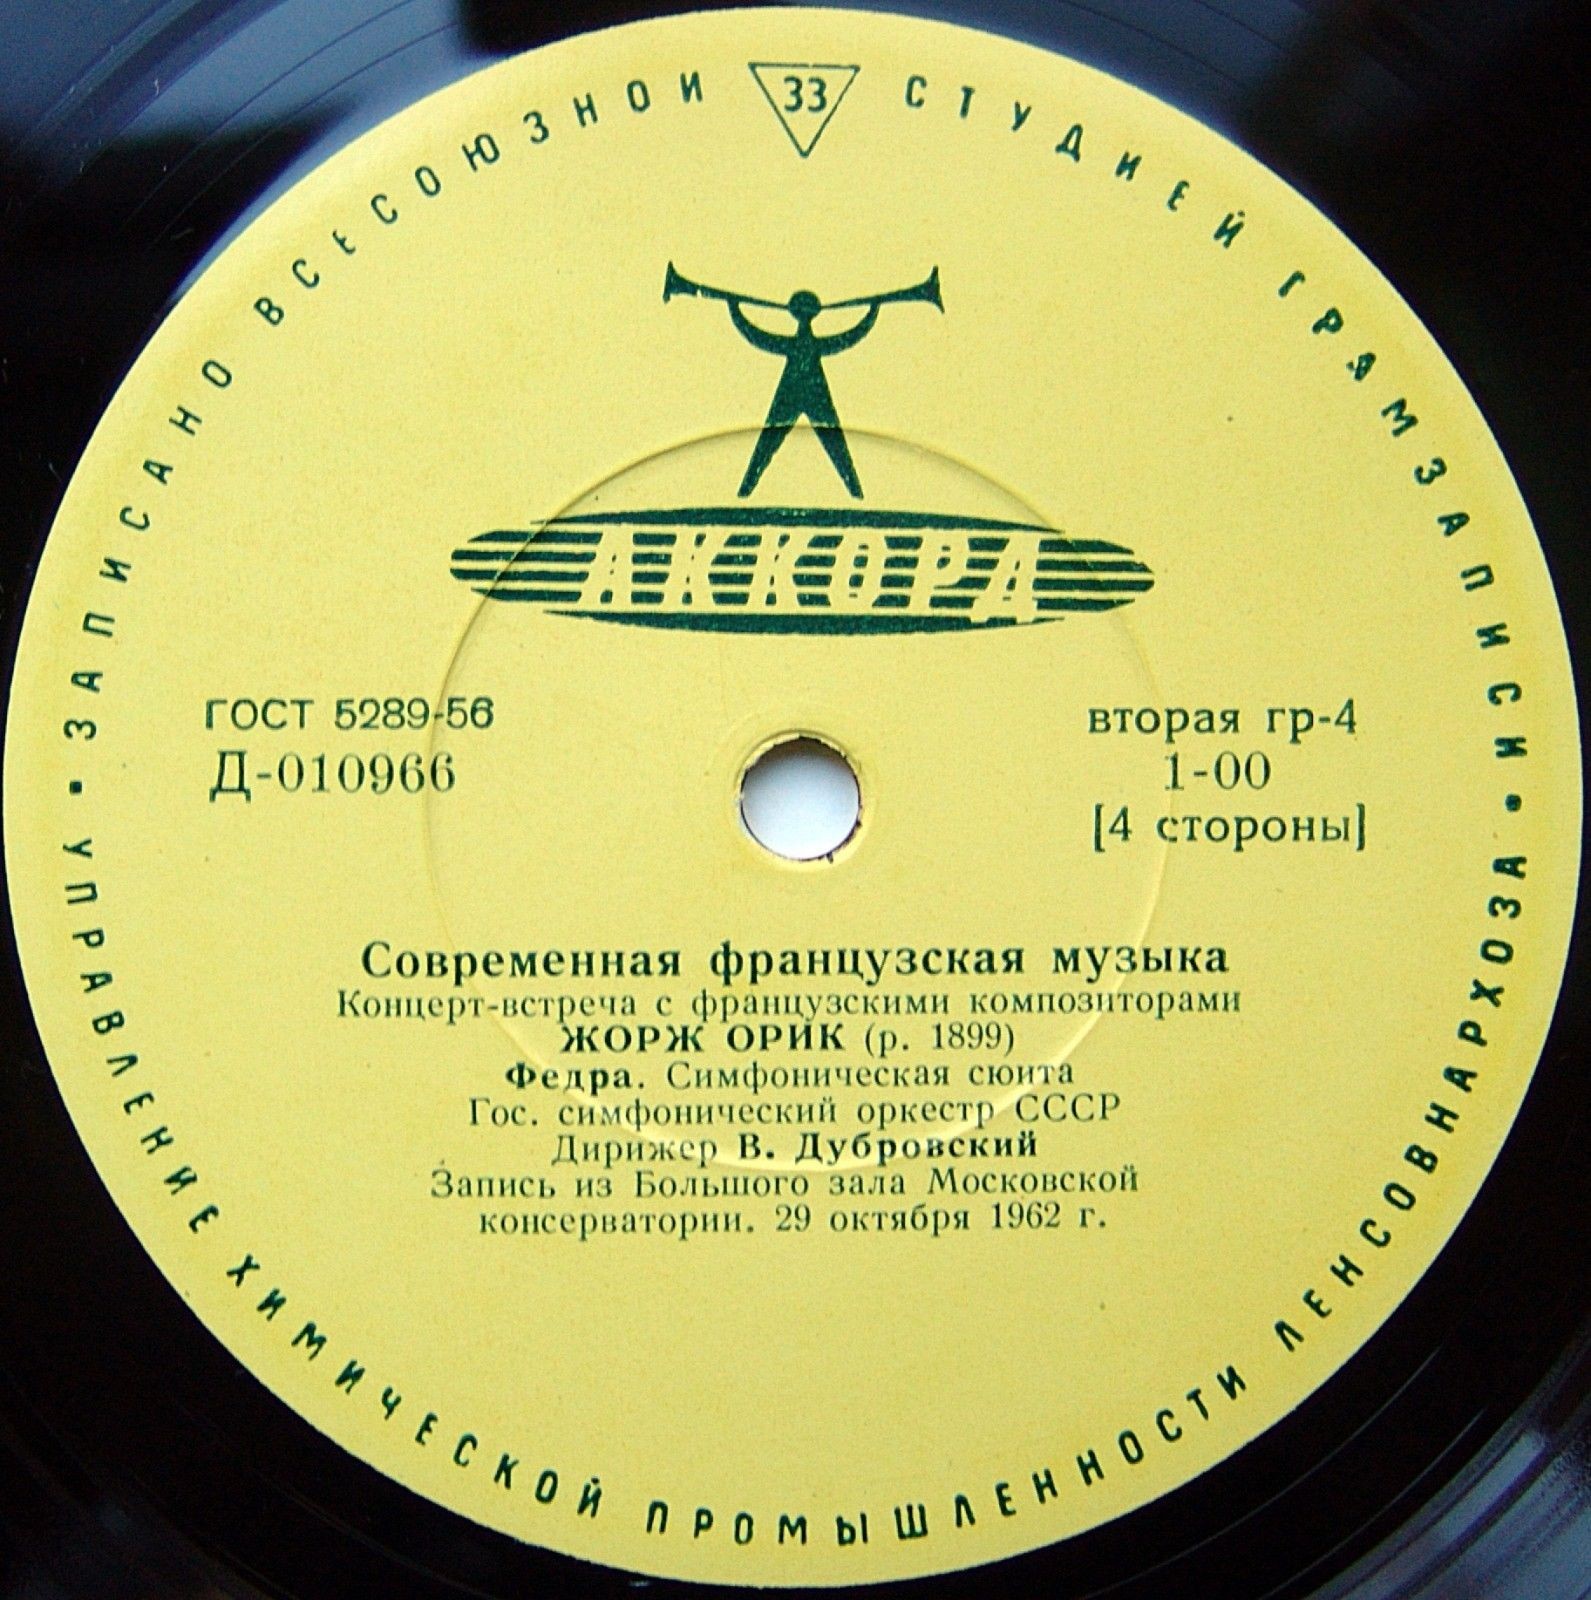 ЗАПИСАНО ВСЕСОЮЗНОЙ СТУДИЕЙ ГРАМЗАПИСИ •
33
АККОРД
ГОСТ 5289-56
Д-010966
вторая гр-4
1-00
[4 стороны]
Современная французская музыка
Концерт-встреча с французскими композиторами
ЖОРЖ ОРИК (р. 1899)
Федра. Симфоническая сюита
Гос. симфонический оркестр СССР
Дирижер В. Дубровский
Запись из Большого зала Московской
консерватории. 29 октября 1962 г.
УПРАВЛЕНИЕ ХИМИЧЕСКОЙ ПРОМЫШЛЕННОСТИ ЛЕНСОВНАРХОЗА •